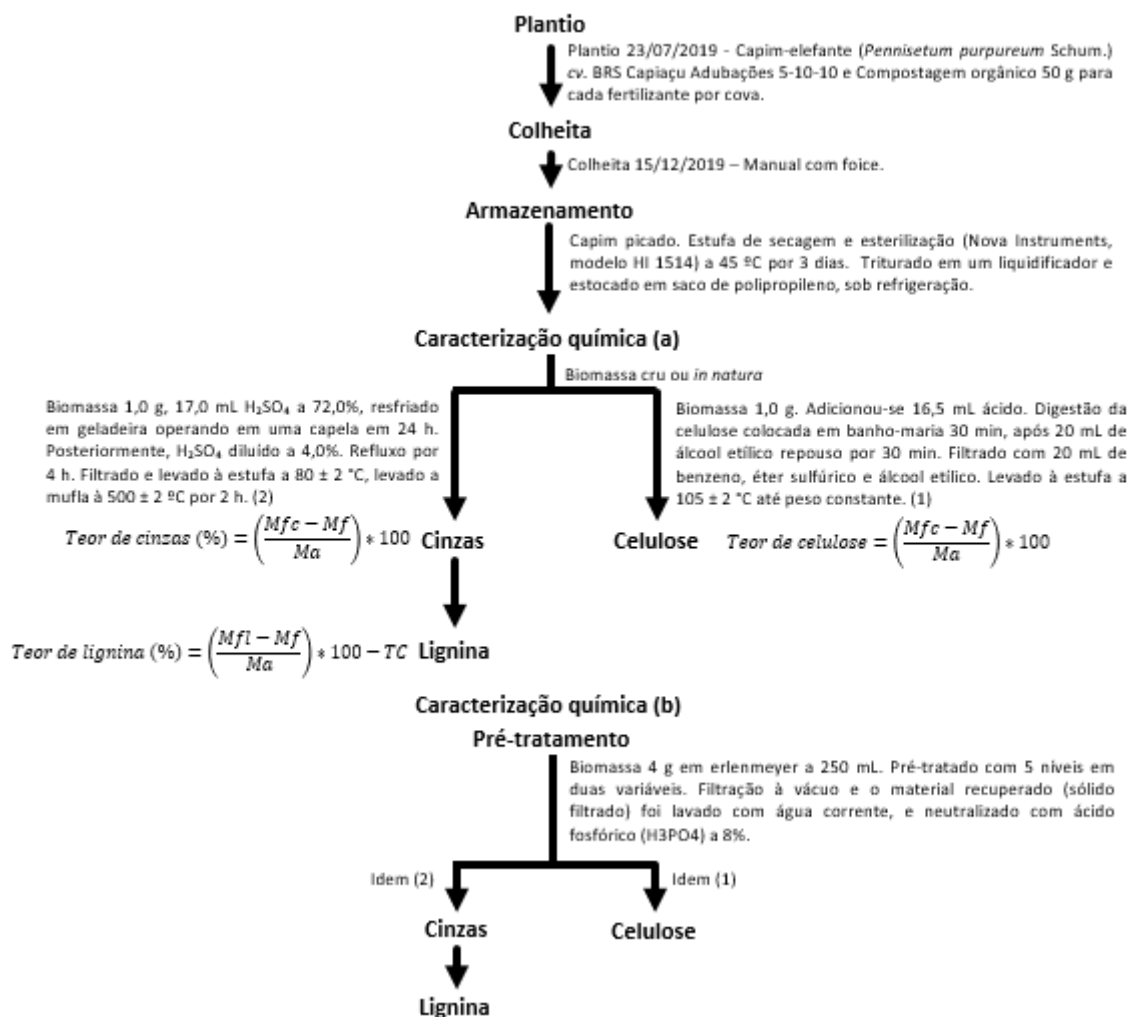 Plantio
Plantio 23/07/2019 - Capim-elefante (Pennisetum purpureum Schum.)
cv. BRS Capiaçu Adubações 5-10-10 e Compostagem orgânico 50 g para
cada fertilizante por cova.
Colheita
Colheita 15/12/2019 – Manual com foice.
Armazenamento
Capim picado. Estufa de secagem e esterilização (Nova Instruments,
modelo HI 1514) a 45 ºC por 3 dias. Triturado em um liquidificador e
estocado em saco de polipropileno, sob refrigeração.
Caracterização química (a)
Biomassa cru ou in natura
Biomassa 1,0 g, 17,0 mL H₂SO₄ a 72,0%, resfriado
em geladeira operando em uma capela em 24 h.
Posteriormente, H₂SO₄ diluído a 4,0%. Refluxo por
4 h. Filtrado e levado à estufa a 80 ± 2 °C, levado a
mufla à 500 ± 2 ºC por 2 h. (2)
Biomassa 1,0 g. Adicionou-se 16,5 mL ácido. Digestão da
celulose colocada em banho-maria 30 min, após 20 mL de
álcool etílico repouso por 30 min. Filtrado com 20 mL de
benzeno, éter sulfúrico e álcool etílico. Levado à estufa a
105 ± 2 °C até peso constante. (1)
Teor de cinzas (%) = (Mfc − Mf / Ma) * 100
Cinzas
Celulose
Teor de celulose = (Mfc − Mf / Ma) * 100
Teor de lignina (%) = (Mfl − Mf / Ma) * 100 − TC
Lignina
Caracterização química (b)
Pré-tratamento
Biomassa 4 g em erlenmeyer a 250 mL. Pré-tratado com 5 níveis em
duas variáveis. Filtração à vácuo e o material recuperado (sólido
filtrado) foi lavado com água corrente, e neutralizado com ácido
fosfórico (H3PO4) a 8%.
Idem (2)
Idem (1)
Cinzas
Celulose
Lignina